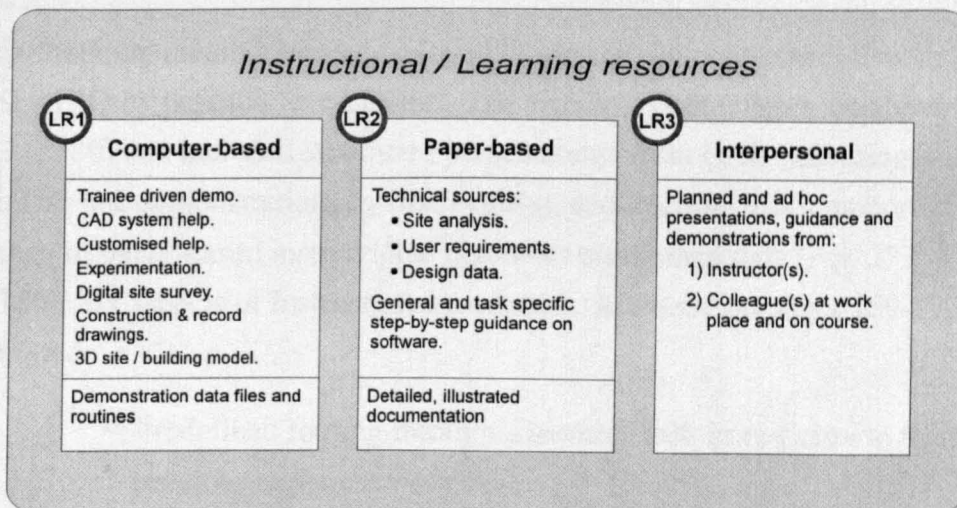 Instructional / Learning resources
LR1
Computer-based
Trainee driven demo.
CAD system help.
Customised help.
Experimentation.
Digital site survey.
Construction & record
drawings.
3D site / building model.
Demonstration data files and
routines
LR2
Paper-based
Technical sources:
• Site analysis.
• User requirements.
• Design data.
General and task specific
step-by-step guidance on
software.
Detailed, illustrated
documentation
LR3
Interpersonal
Planned and ad hoc
presentations, guidance and
demonstrations from:
1) Instructor(s).
2) Colleague(s) at work
place and on course.